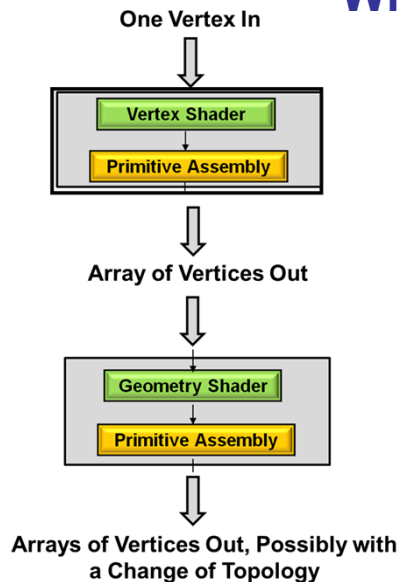 One Vertex In
Vertex Shader
Primitive Assembly
Array of Vertices Out
Geometry Shader
Primitive Assembly
Arrays of Vertices Out, Possibly with
a Change of Topology